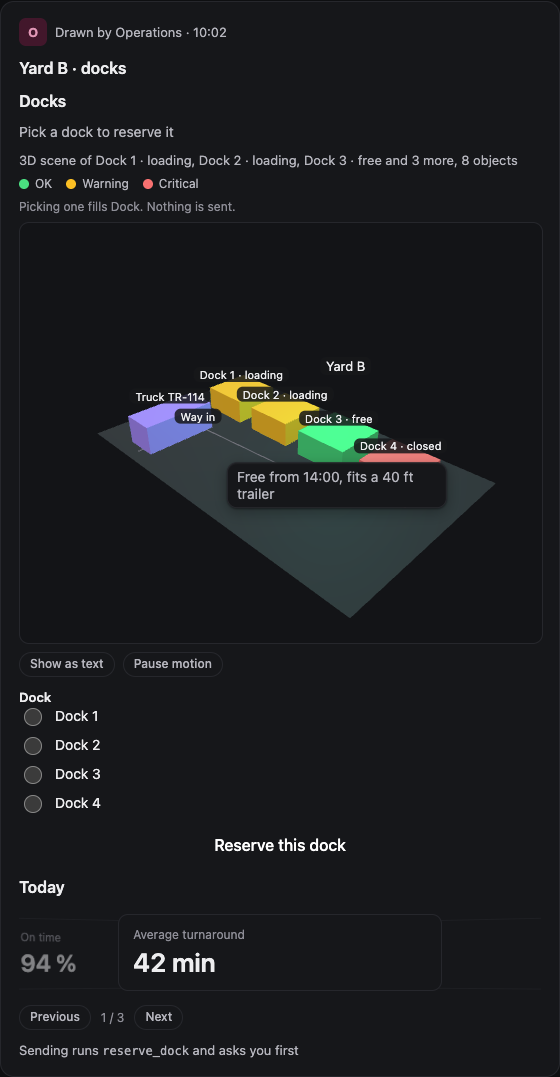 O
Drawn by Operations · 10:02
Yard B · docks
Docks
Pick a dock to reserve it
3D scene of Dock 1 · loading, Dock 2 · loading, Dock 3 · free and 3 more, 8 objects
OK
Warning
Critical
Picking one fills Dock. Nothing is sent.
Yard B
Dock 1 · loading
Truck TR-114
Dock 2 · loading
Way in
Dock 3 · free
Dock 4 · closed
Free from 14:00, fits a 40 ft
trailer
Show as text
Pause motion
Dock
Dock 1
Dock 2
Dock 3
Dock 4
Reserve this dock
Today
On time
94 %
Average turnaround
42 min
Previous
1 / 3
Next
Sending runs reserve_dock and asks you first